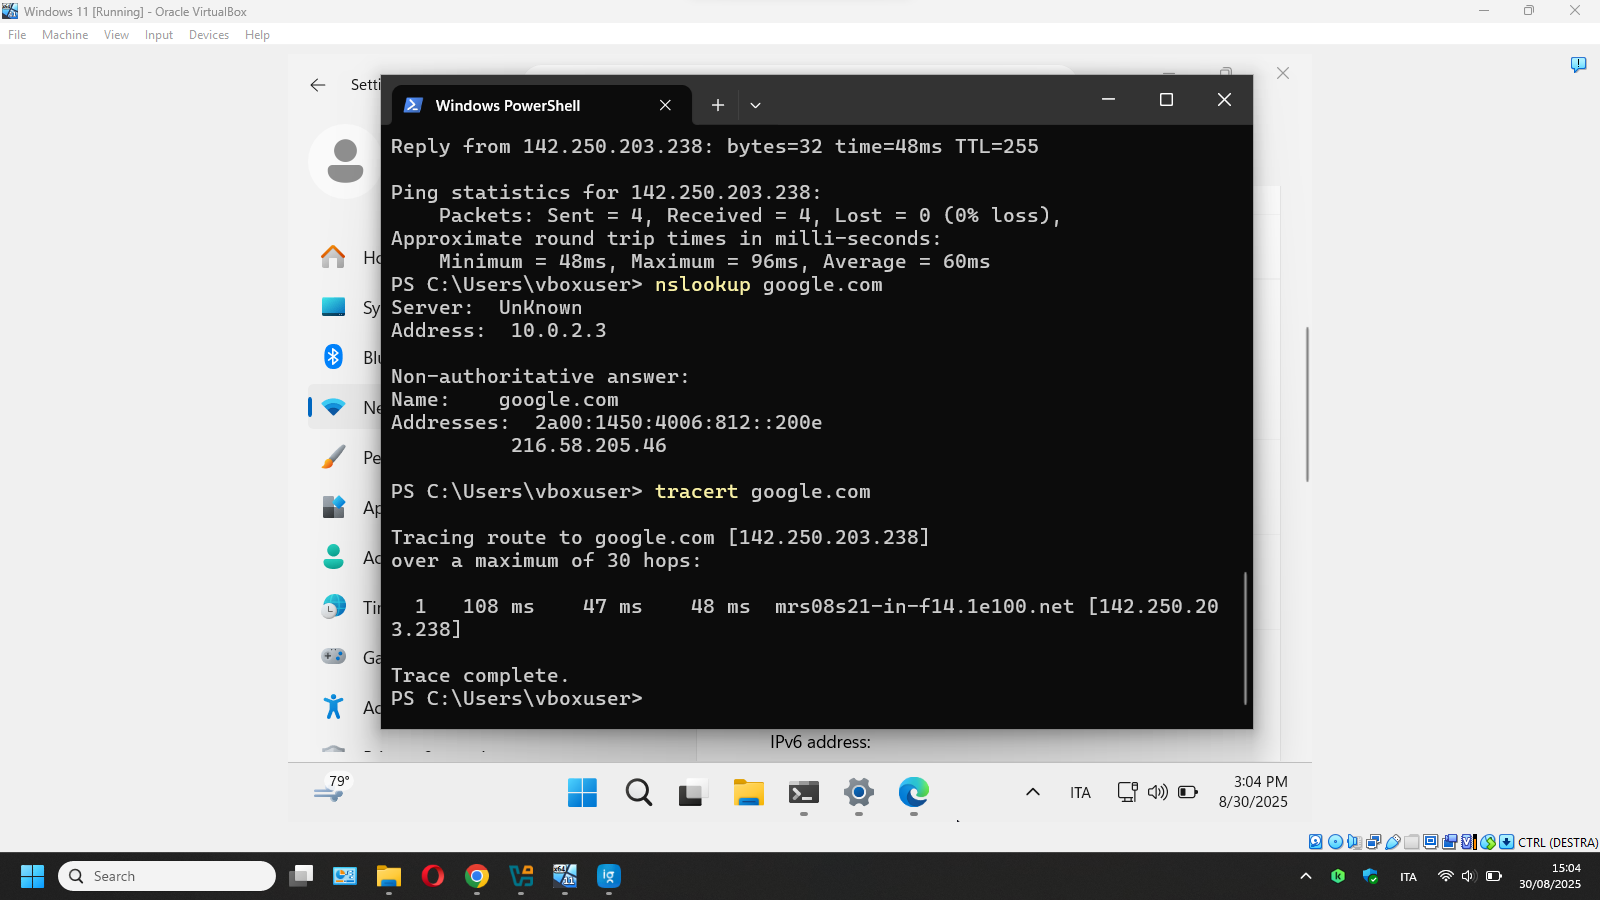 Windows 11 [Running] - Oracle VirtualBox
File Machine View Input Devices Help
Setti
Windows PowerShell
Reply from 142.250.203.238: bytes=32 time=48ms TTL=255
Ping statistics for 142.250.203.238:
Packets: Sent = 4, Received = 4, Lost = 0 (0% loss),
Approximate round trip times in milli-seconds:
Minimum = 48ms, Maximum = 96ms, Average = 60ms
PS C:\Users\vboxuser> nslookup google.com
Server: UnKnown
Address: 10.0.2.3
Non-authoritative answer:
Name: google.com
Addresses: 2a00:1450:4006:812::200e
216.58.205.46
PS C:\Users\vboxuser> tracert google.com
Tracing route to google.com [142.250.203.238]
over a maximum of 30 hops:
1 108 ms 47 ms 48 ms mrs08s21-in-f14.1e100.net [142.250.20
3.238]
Trace complete.
PS C:\Users\vboxuser>
Ho
Sy
Blu
Ne
Pe
Ap
Ac
Tir
Ga
Ac
IPv6 address:
79°
ITA
3:04 PM
8/30/2025
CTRL (DESTRA)
Search
ITA
15:04
30/08/2025